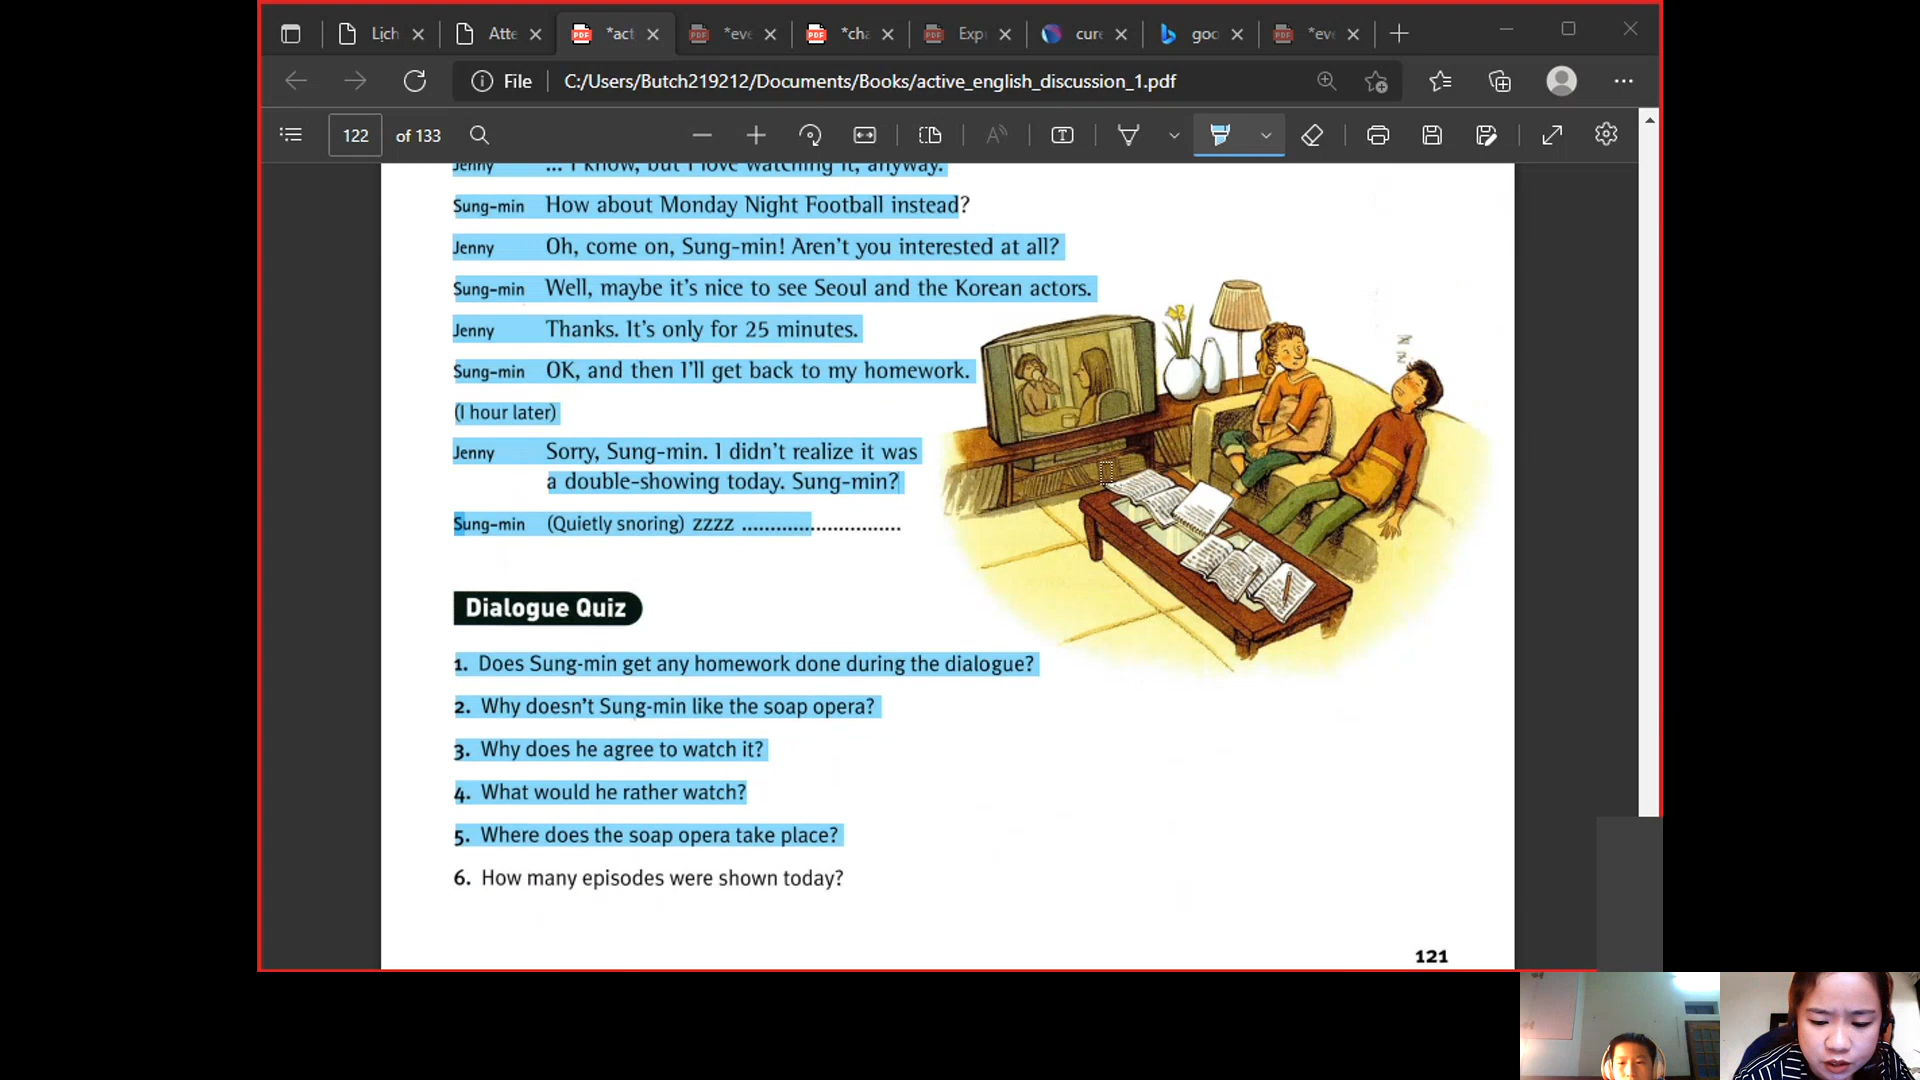 Lịch
Atte
*act
*eve
*cha
Exp
cure
goo
*eve
File
C:/Users/Butch219212/Documents/Books/active_english_discussion_1.pdf
122 of 133
Jenny ... I know, but I love watching it, anyway.
Sung-min How about Monday Night Football instead?
Jenny Oh, come on, Sung-min! Aren't you interested at all?
Sung-min Well, maybe it's nice to see Seoul and the Korean actors.
Jenny Thanks. It's only for 25 minutes.
Sung-min OK, and then I'll get back to my homework.
(1 hour later)
Jenny Sorry, Sung-min. I didn't realize it was
a double-showing today. Sung-min?
Sung-min (Quietly snoring) zzzz ............................
z
z
Dialogue Quiz
1. Does Sung-min get any homework done during the dialogue?
2. Why doesn't Sung-min like the soap opera?
3. Why does he agree to watch it?
4. What would he rather watch?
5. Where does the soap opera take place?
6. How many episodes were shown today?
121